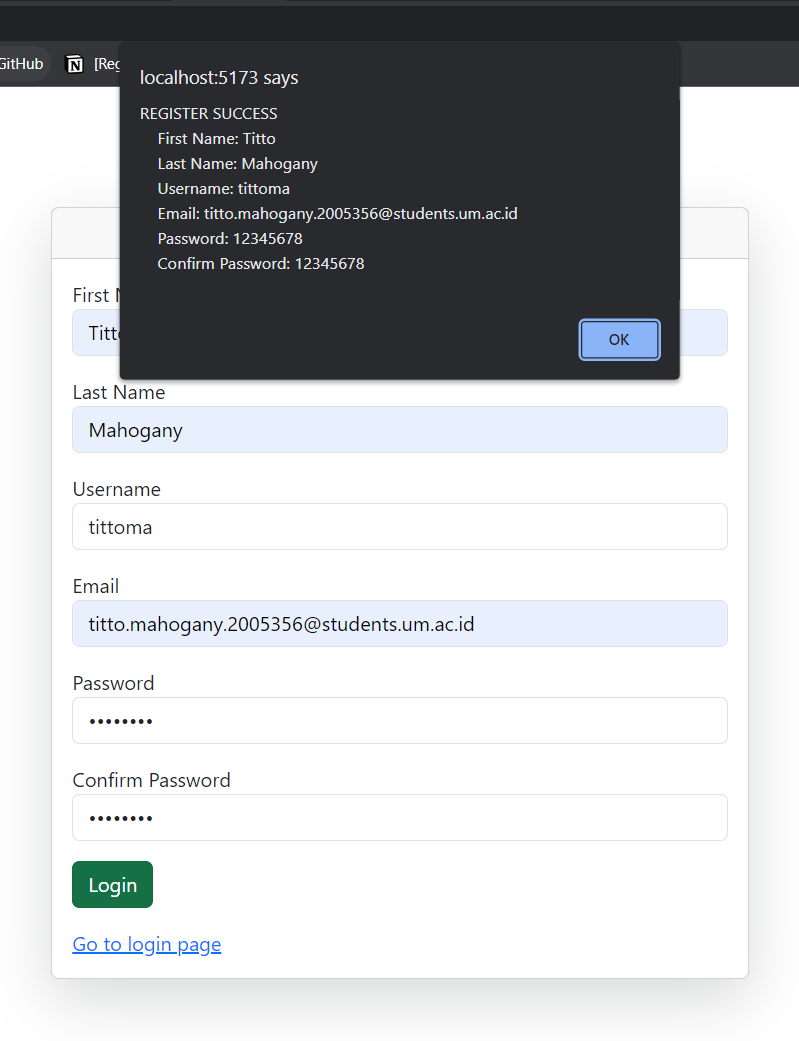 GitHub
[Reg
localhost:5173 says
REGISTER SUCCESS
First Name: Titto
Last Name: Mahogany
Username: tittoma
Email: titto.mahogany.2005356@students.um.ac.id
Password: 12345678
Confirm Password: 12345678
OK
First N
Titto
Last Name
Mahogany
Username
tittoma
Email
titto.mahogany.2005356@students.um.ac.id
Password
••••••••
Confirm Password
••••••••
Login
Go to login page